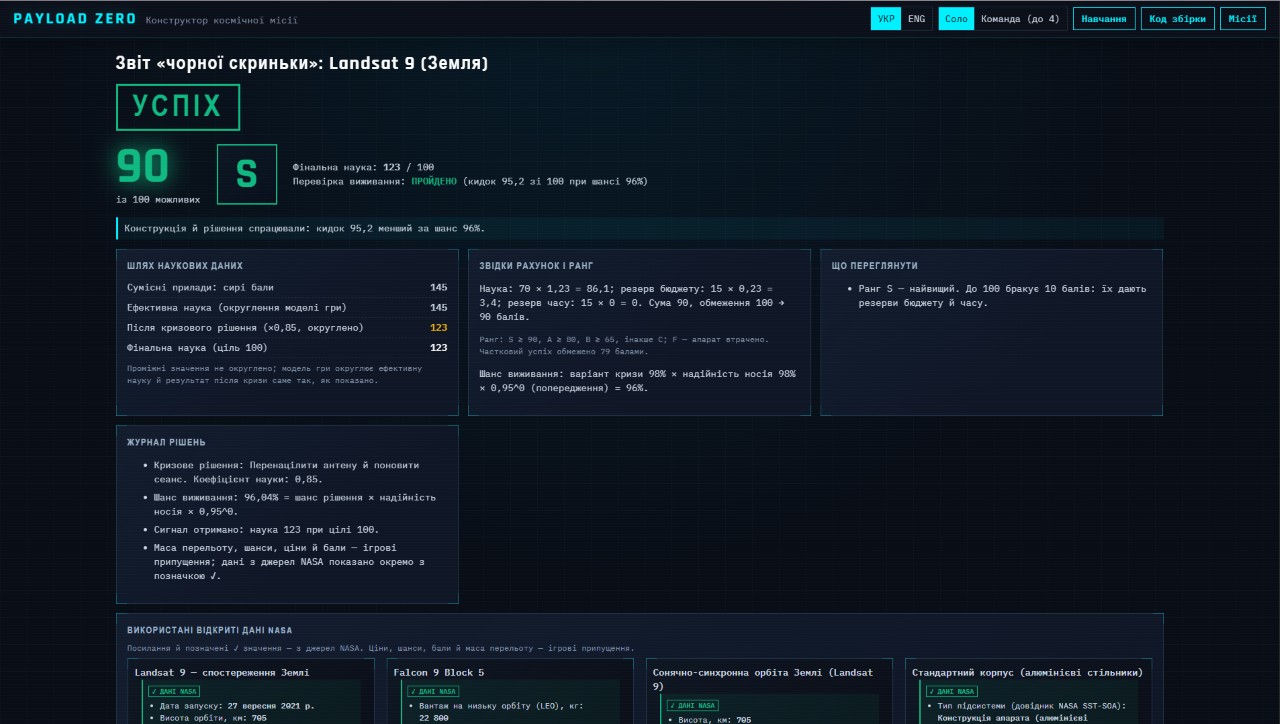 PAYLOAD ZERO Конструктор космічної місії УКР ENG Соло Команда (до 4) Навчання Код збірки Місії
Звіт «чорної скриньки»: Landsat 9 (Земля)
УСПІХ
90
із 100 можливих
S
Фінальна наука: 123 / 100
Перевірка виживання: ПРОЙДЕНО (кидок 95,2 зі 100 при шансі 96%)
Конструкція й рішення спрацювали: кидок 95,2 менший за шанс 96%.
ШЛЯХ НАУКОВИХ ДАНИХ
Сумісні прилади: сирі бали 145
Ефективна наука (округлення моделі гри) 145
Після кризового рішення (×0,85, округлено) 123
Фінальна наука (ціль 100) 123
Проміжні значення не округлено; модель гри округлює ефективну
науку й результат після кризи саме так, як показано.
ЗВІДКИ РАХУНОК І РАНГ
Наука: 70 × 1,23 = 86,1; резерв бюджету: 15 × 0,23 =
3,4; резерв часу: 15 × 0 = 0. Сума 90, обмеження 100 →
90 балів.
Ранг: S ≥ 90, A ≥ 80, B ≥ 65, інакше C; F — апарат втрачено.
Частковий успіх обмежено 79 балами.
Шанс виживання: варіант кризи 98% × надійність носія 98%
× 0,95^0 (попередження) = 96%.
ЩО ПЕРЕГЛЯНУТИ
• Ранг S — найвищий. До 100 бракує 10 балів: їх дають
резерви бюджету й часу.
ЖУРНАЛ РІШЕНЬ
• Кризове рішення: Перенацілити антену й поновити
сеанс. Коефіцієнт науки: 0,85.
• Шанс виживання: 96,04% = шанс рішення × надійність
носія × 0,95^0.
• Сигнал отримано: наука 123 при цілі 100.
• Маса перельоту, шанси, ціни й бали — ігрові
припущення; дані з джерел NASA показано окремо з
позначкою ✓.
ВИКОРИСТАНІ ВІДКРИТІ ДАНІ NASA
Посилання й позначені ✓ значення — з джерел NASA. Ціни, шанси, бали й маса перельоту — ігрові припущення.
Landsat 9 — спостереження Землі
✓ ДАНІ NASA
• Дата запуску: 27 вересня 2021 р.
• Висота орбіти, км: 705
Falcon 9 Block 5
✓ ДАНІ NASA
• Вантаж на низьку орбіту (LEO), кг:
22 800
Сонячно-синхронна орбіта Землі (Landsat
9)
✓ ДАНІ NASA
• Висота, км: 705
Стандартний корпус (алюмінієві стільники)
✓ ДАНІ NASA
• Тип підсистеми (довідник NASA SST-SOA):
Конструкція апарата (алюмінієві